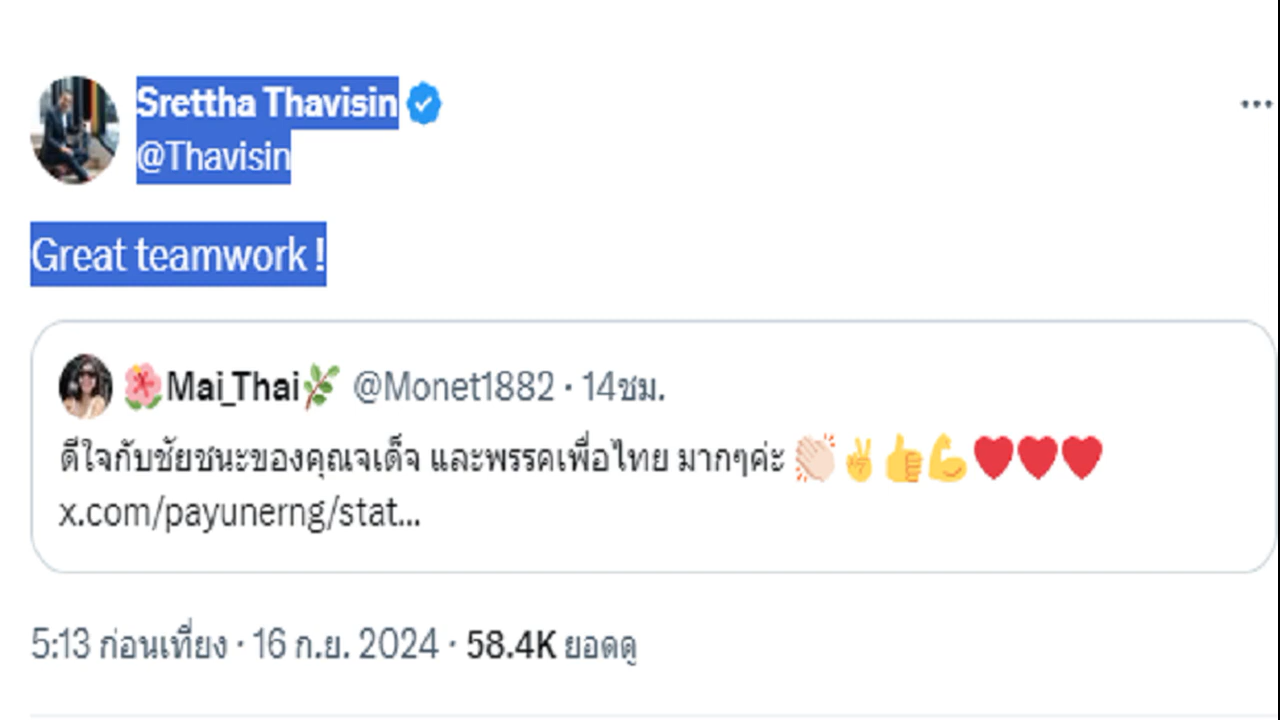 Srettha Thavisin
@Thavisin
Great teamwork !
🌺Mai_Thai🌿 @Monet1882 · 14ชม.
ดีใจกับชัยชนะของคุณจเด็จ และพรรคเพื่อไทย มากๆค่ะ 👏🏻✌️👍💪❤️❤️❤️
x.com/payunerng/stat...
5:13 ก่อนเที่ยง · 16 ก.ย. 2024 · 58.4K ยอดดู